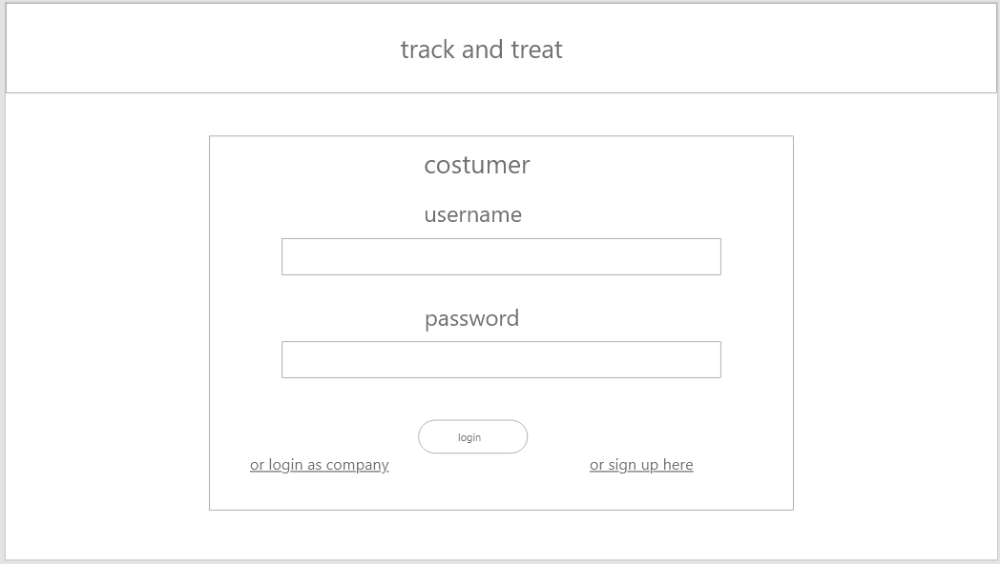 track and treat
costumer
username
password
login
or login as company
or sign up here